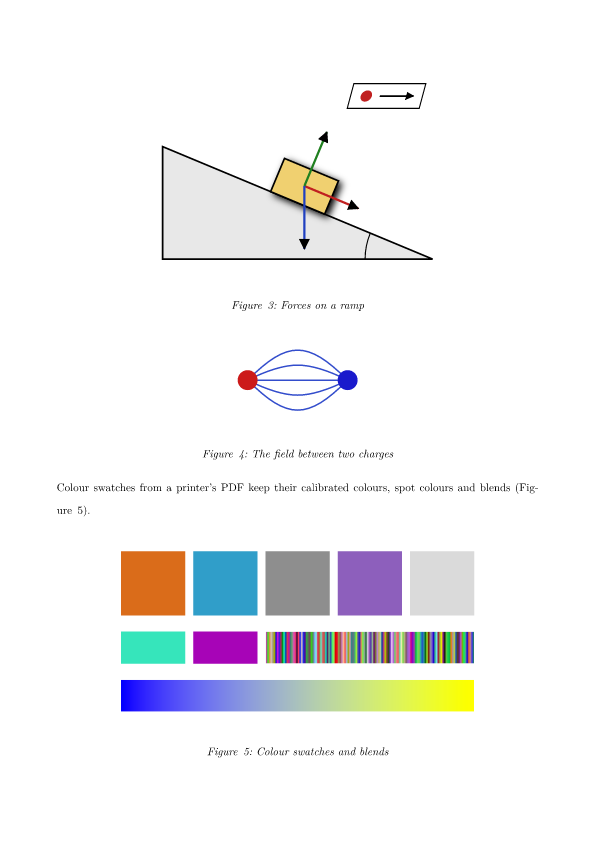 Figure 3: Forces on a ramp
Figure 4: The field between two charges
Colour swatches from a printer's PDF keep their calibrated colours, spot colours and blends (Fig-
ure 5).
Figure 5: Colour swatches and blends